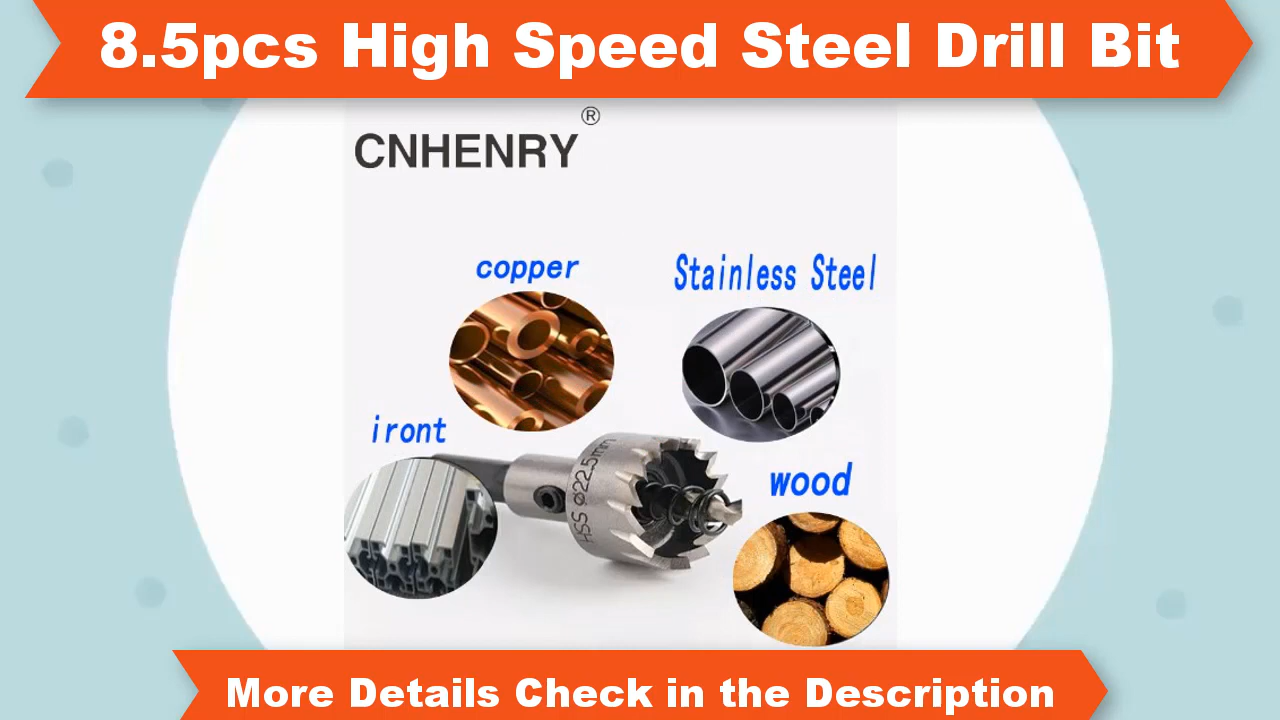 8.5pcs High Speed Steel Drill Bit
CNHENRY®
copper
Stainless Steel
iront
HSS ø22.5mm
wood
More Details Check in the Description